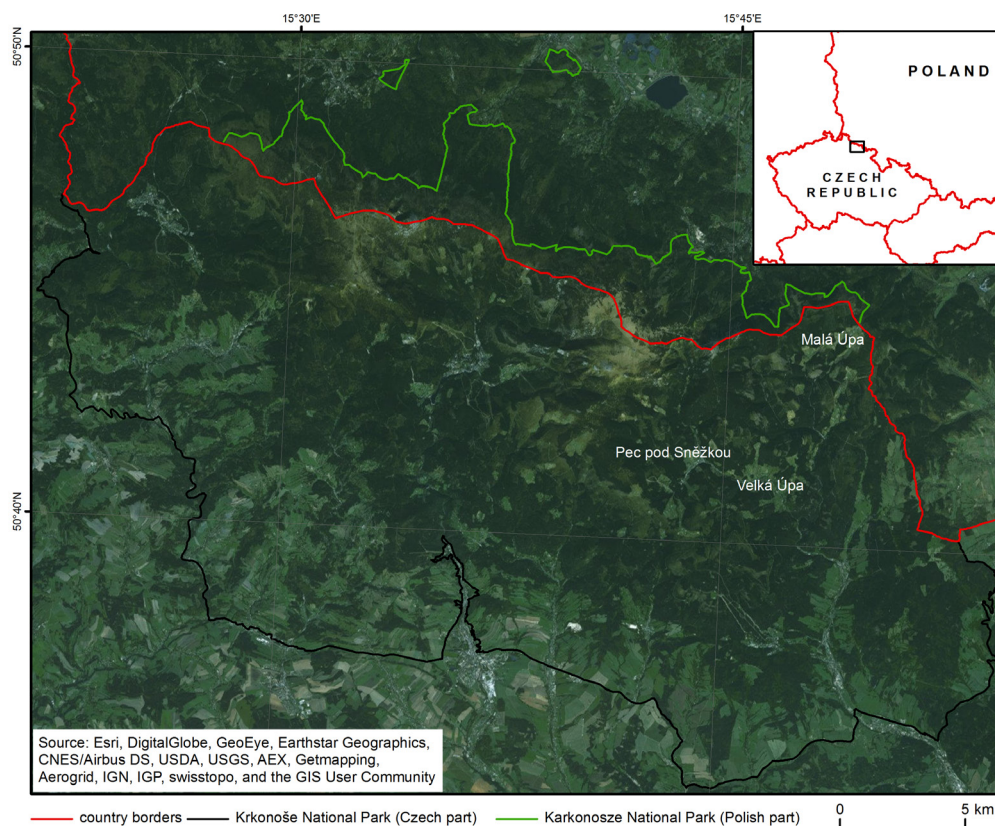 15°30'E
15°45'E
50°50'N
POLAND
CZECH
REPUBLIC
Malá Úpa
Pec pod Sněžkou
Velká Úpa
50°40'N
Source: Esri, DigitalGlobe, GeoEye, Earthstar Geographics,
CNES/Airbus DS, USDA, USGS, AEX, Getmapping,
Aerogrid, IGN, IGP, swisstopo, and the GIS User Community
country borders
Krkonoše National Park (Czech part)
Karkonosze National Park (Polish part)
0
5 km